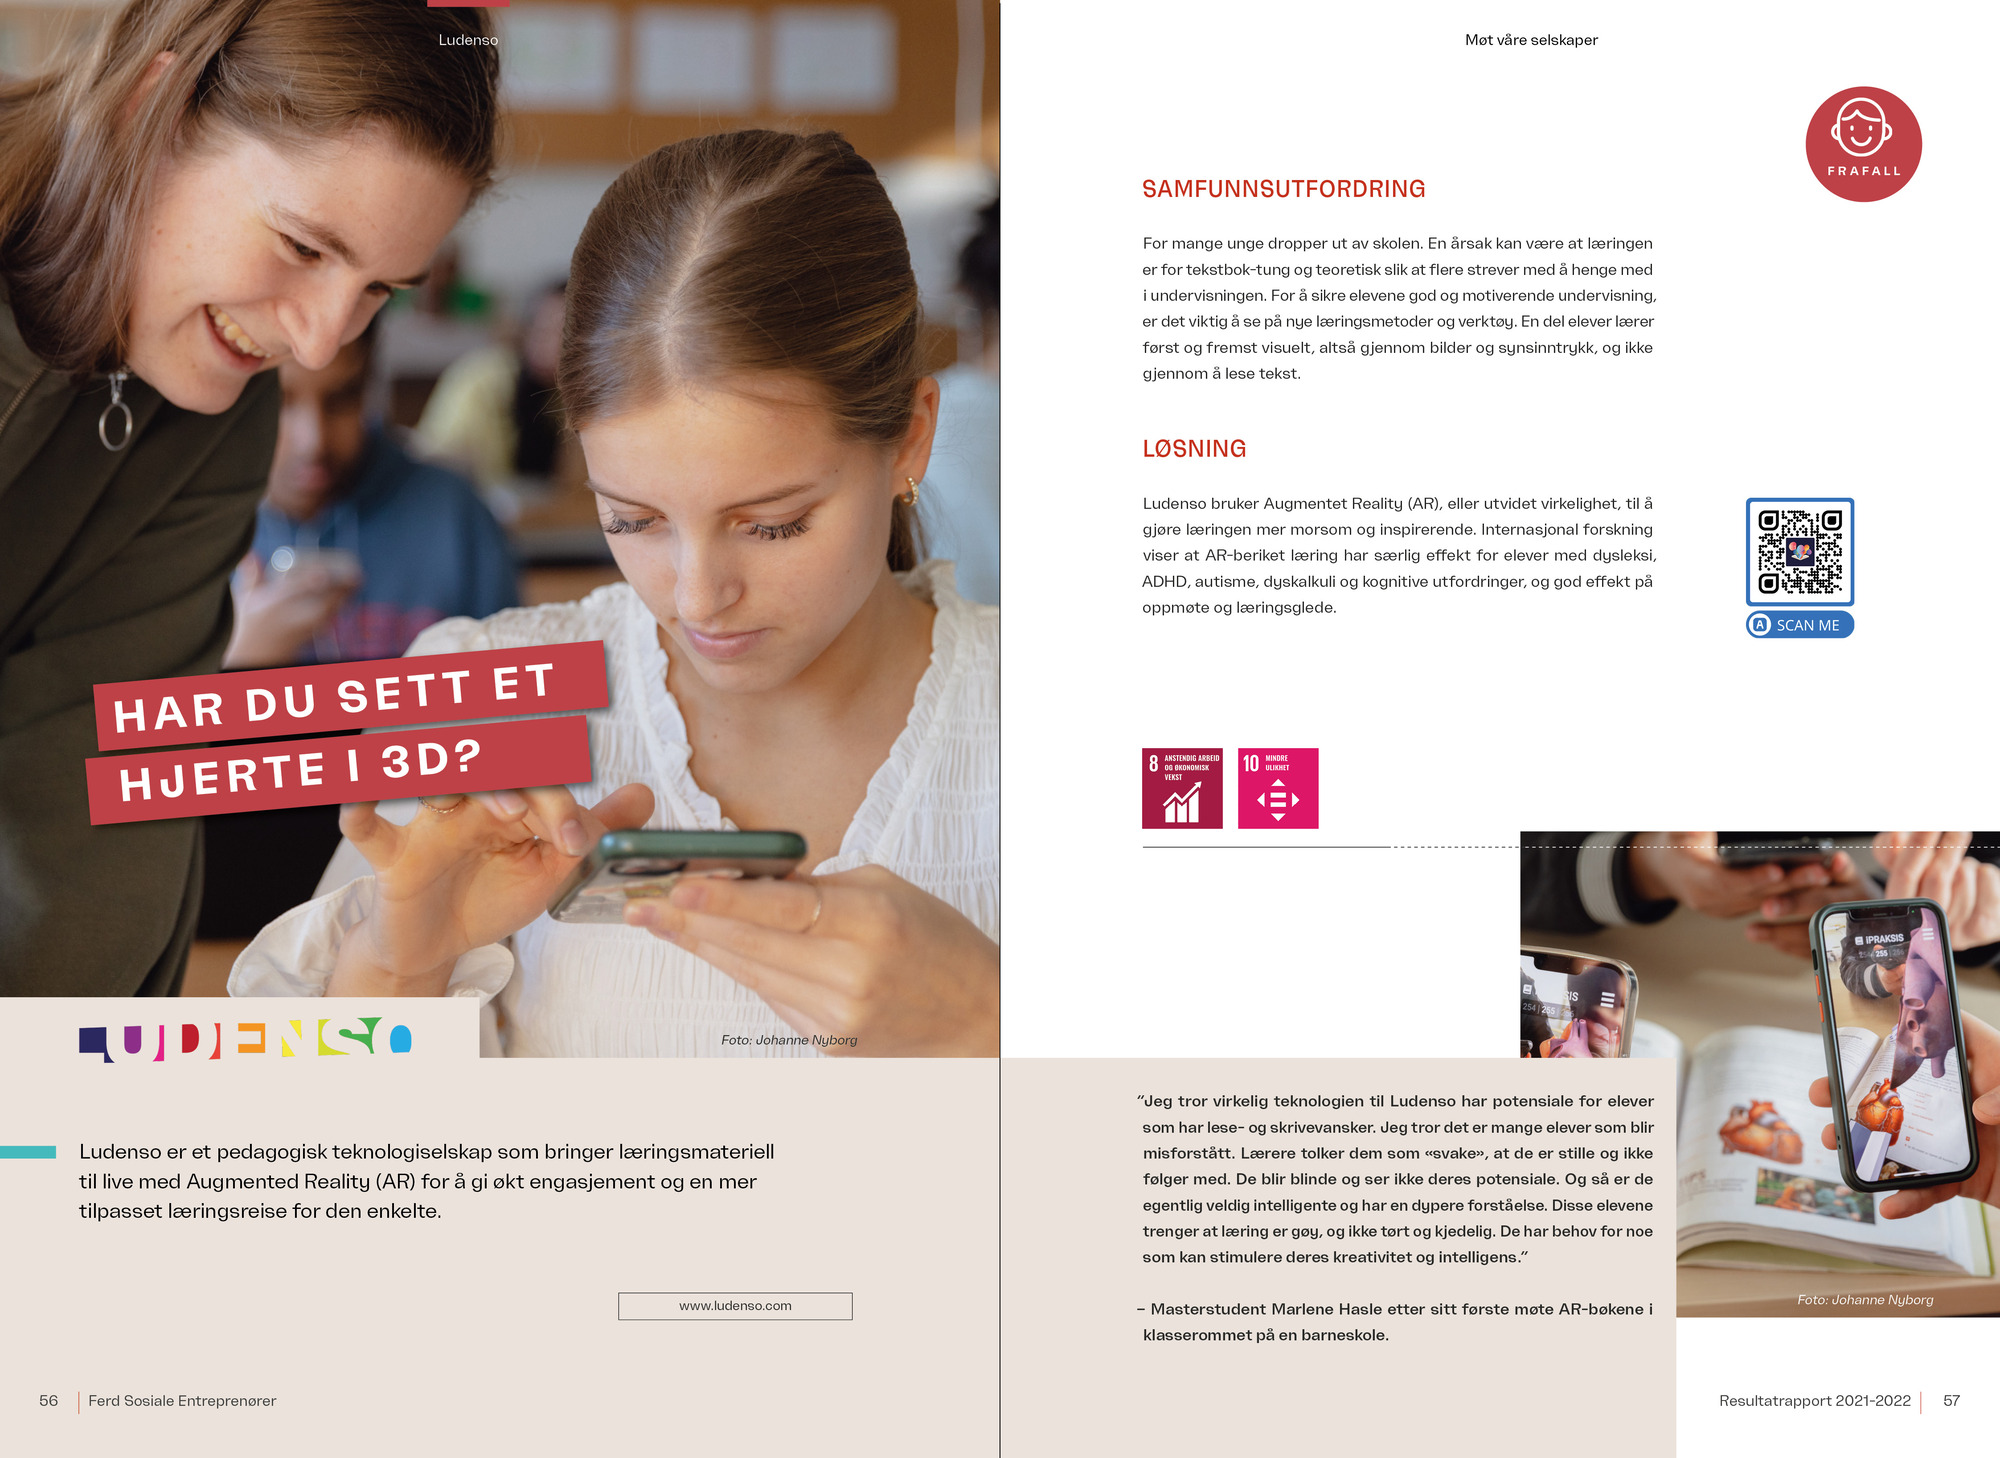 Ludenso
HAR DU SETT ET
HJERTE I 3D?
LUDENSO
Foto: Johanne Nyborg
Ludenso er et pedagogisk teknologiselskap som bringer læringsmateriell
til live med Augmented Reality (AR) for å gi økt engasjement og en mer
tilpasset læringsreise for den enkelte.
www.ludenso.com
56
Ferd Sosiale Entreprenører
Møt våre selskaper
FRAFALL
SAMFUNNSUTFORDRING
For mange unge dropper ut av skolen. En årsak kan være at læringen
er for tekstbok-tung og teoretisk slik at flere strever med å henge med
i undervisningen. For å sikre elevene god og motiverende undervisning,
er det viktig å se på nye læringsmetoder og verktøy. En del elever lærer
først og fremst visuelt, altså gjennom bilder og synsinntrykk, og ikke
gjennom å lese tekst.
LØSNING
Ludenso bruker Augmentet Reality (AR), eller utvidet virkelighet, til å
gjøre læringen mer morsom og inspirerende. Internasjonal forskning
viser at AR-beriket læring har særlig effekt for elever med dysleksi,
ADHD, autisme, dyskalkuli og kognitive utfordringer, og god effekt på
oppmøte og læringsglede.
SCAN ME
8 ANSTENDIG ARBEID
OG ØKONOMISK
VEKST
10 MINDRE
ULIKHET
iPRAKSIS
254 | 255
254 | 255
“Jeg tror virkelig teknologien til Ludenso har potensiale for elever
som har lese- og skrivevansker. Jeg tror det er mange elever som blir
misforstått. Lærere tolker dem som «svake», at de er stille og ikke
følger med. De blir blinde og ser ikke deres potensiale. Og så er de
egentlig veldig intelligente og har en dypere forståelse. Disse elevene
trenger at læring er gøy, og ikke tørt og kjedelig. De har behov for noe
som kan stimulere deres kreativitet og intelligens.”
– Masterstudent Marlene Hasle etter sitt første møte AR-bøkene i
klasserommet på en barneskole.
Foto: Johanne Nyborg
Resultatrapport 2021-2022
57